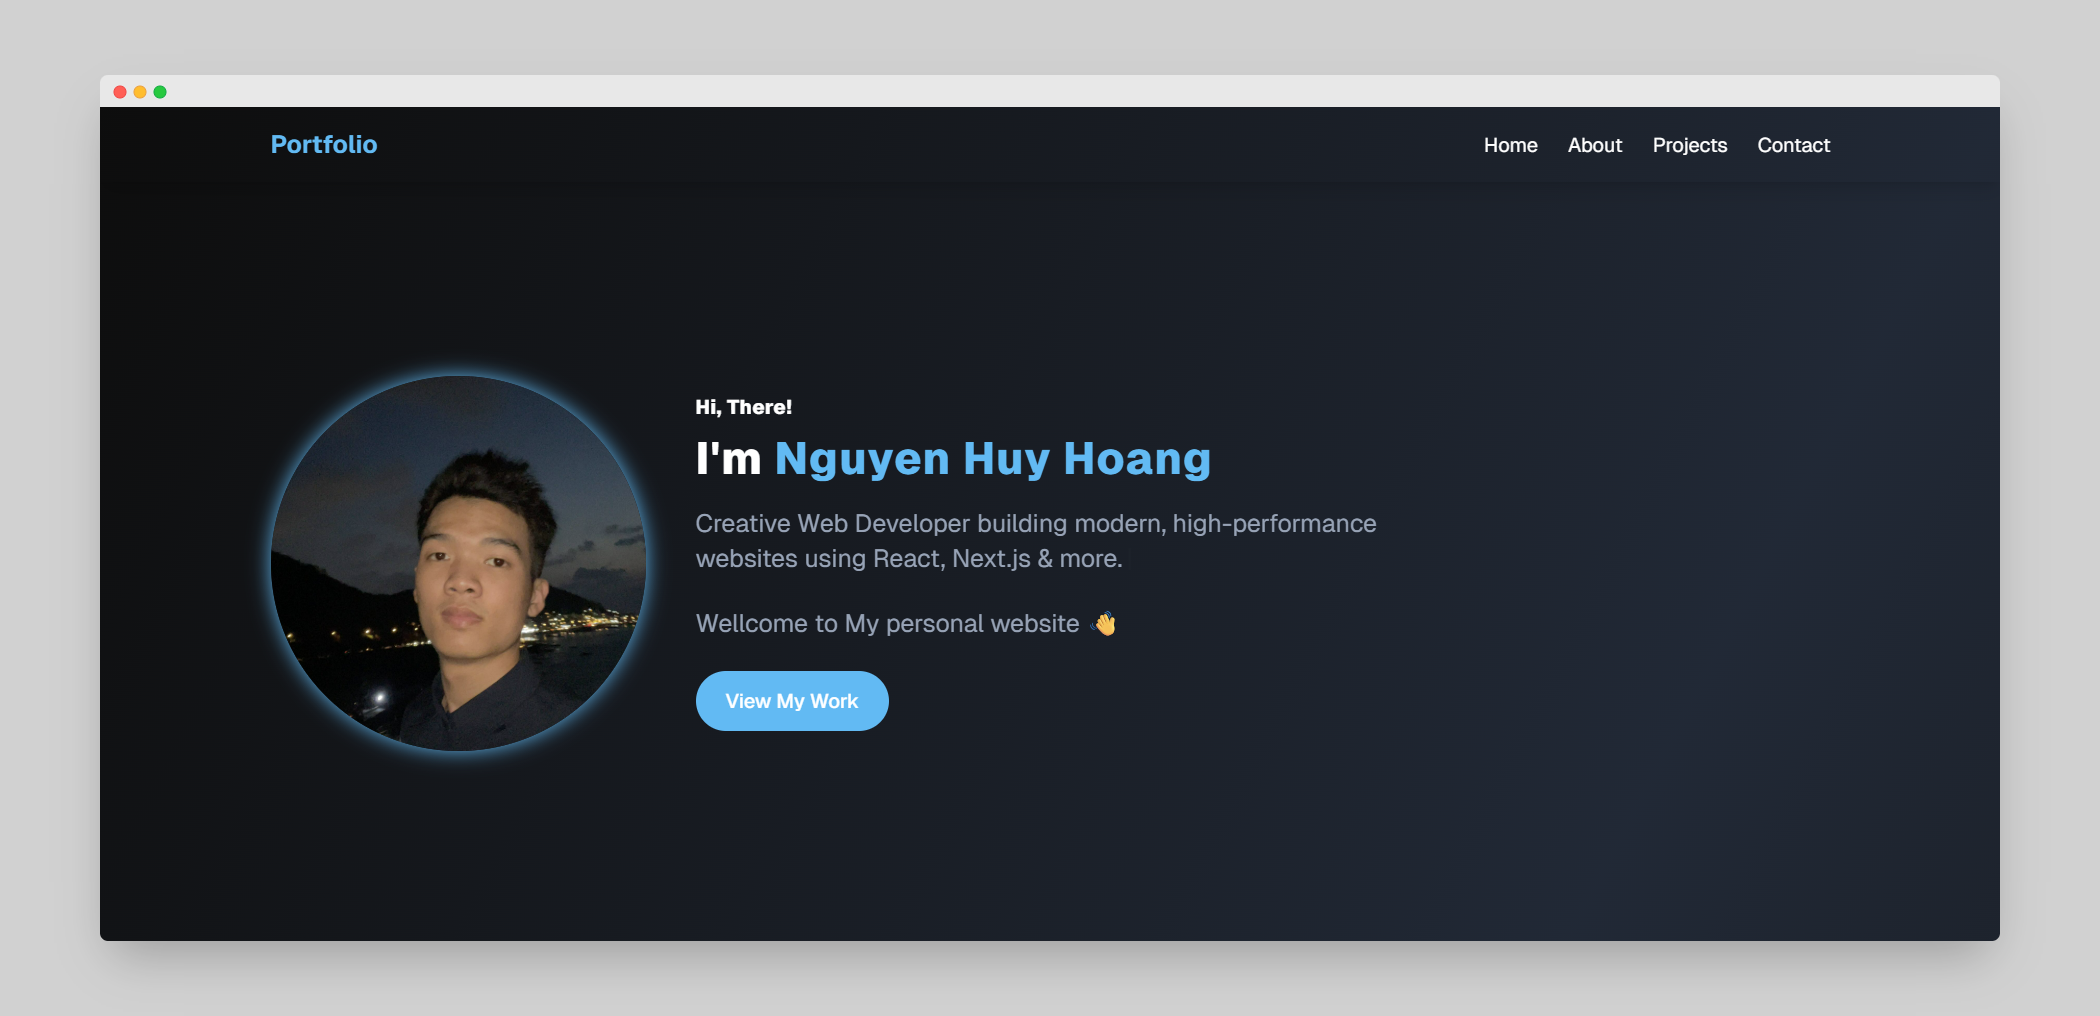 Portfolio
Home About Projects Contact
Hi, There!
I'm Nguyen Huy Hoang
Creative Web Developer building modern, high-performance
websites using React, Next.js & more.
Wellcome to My personal website 👋
View My Work